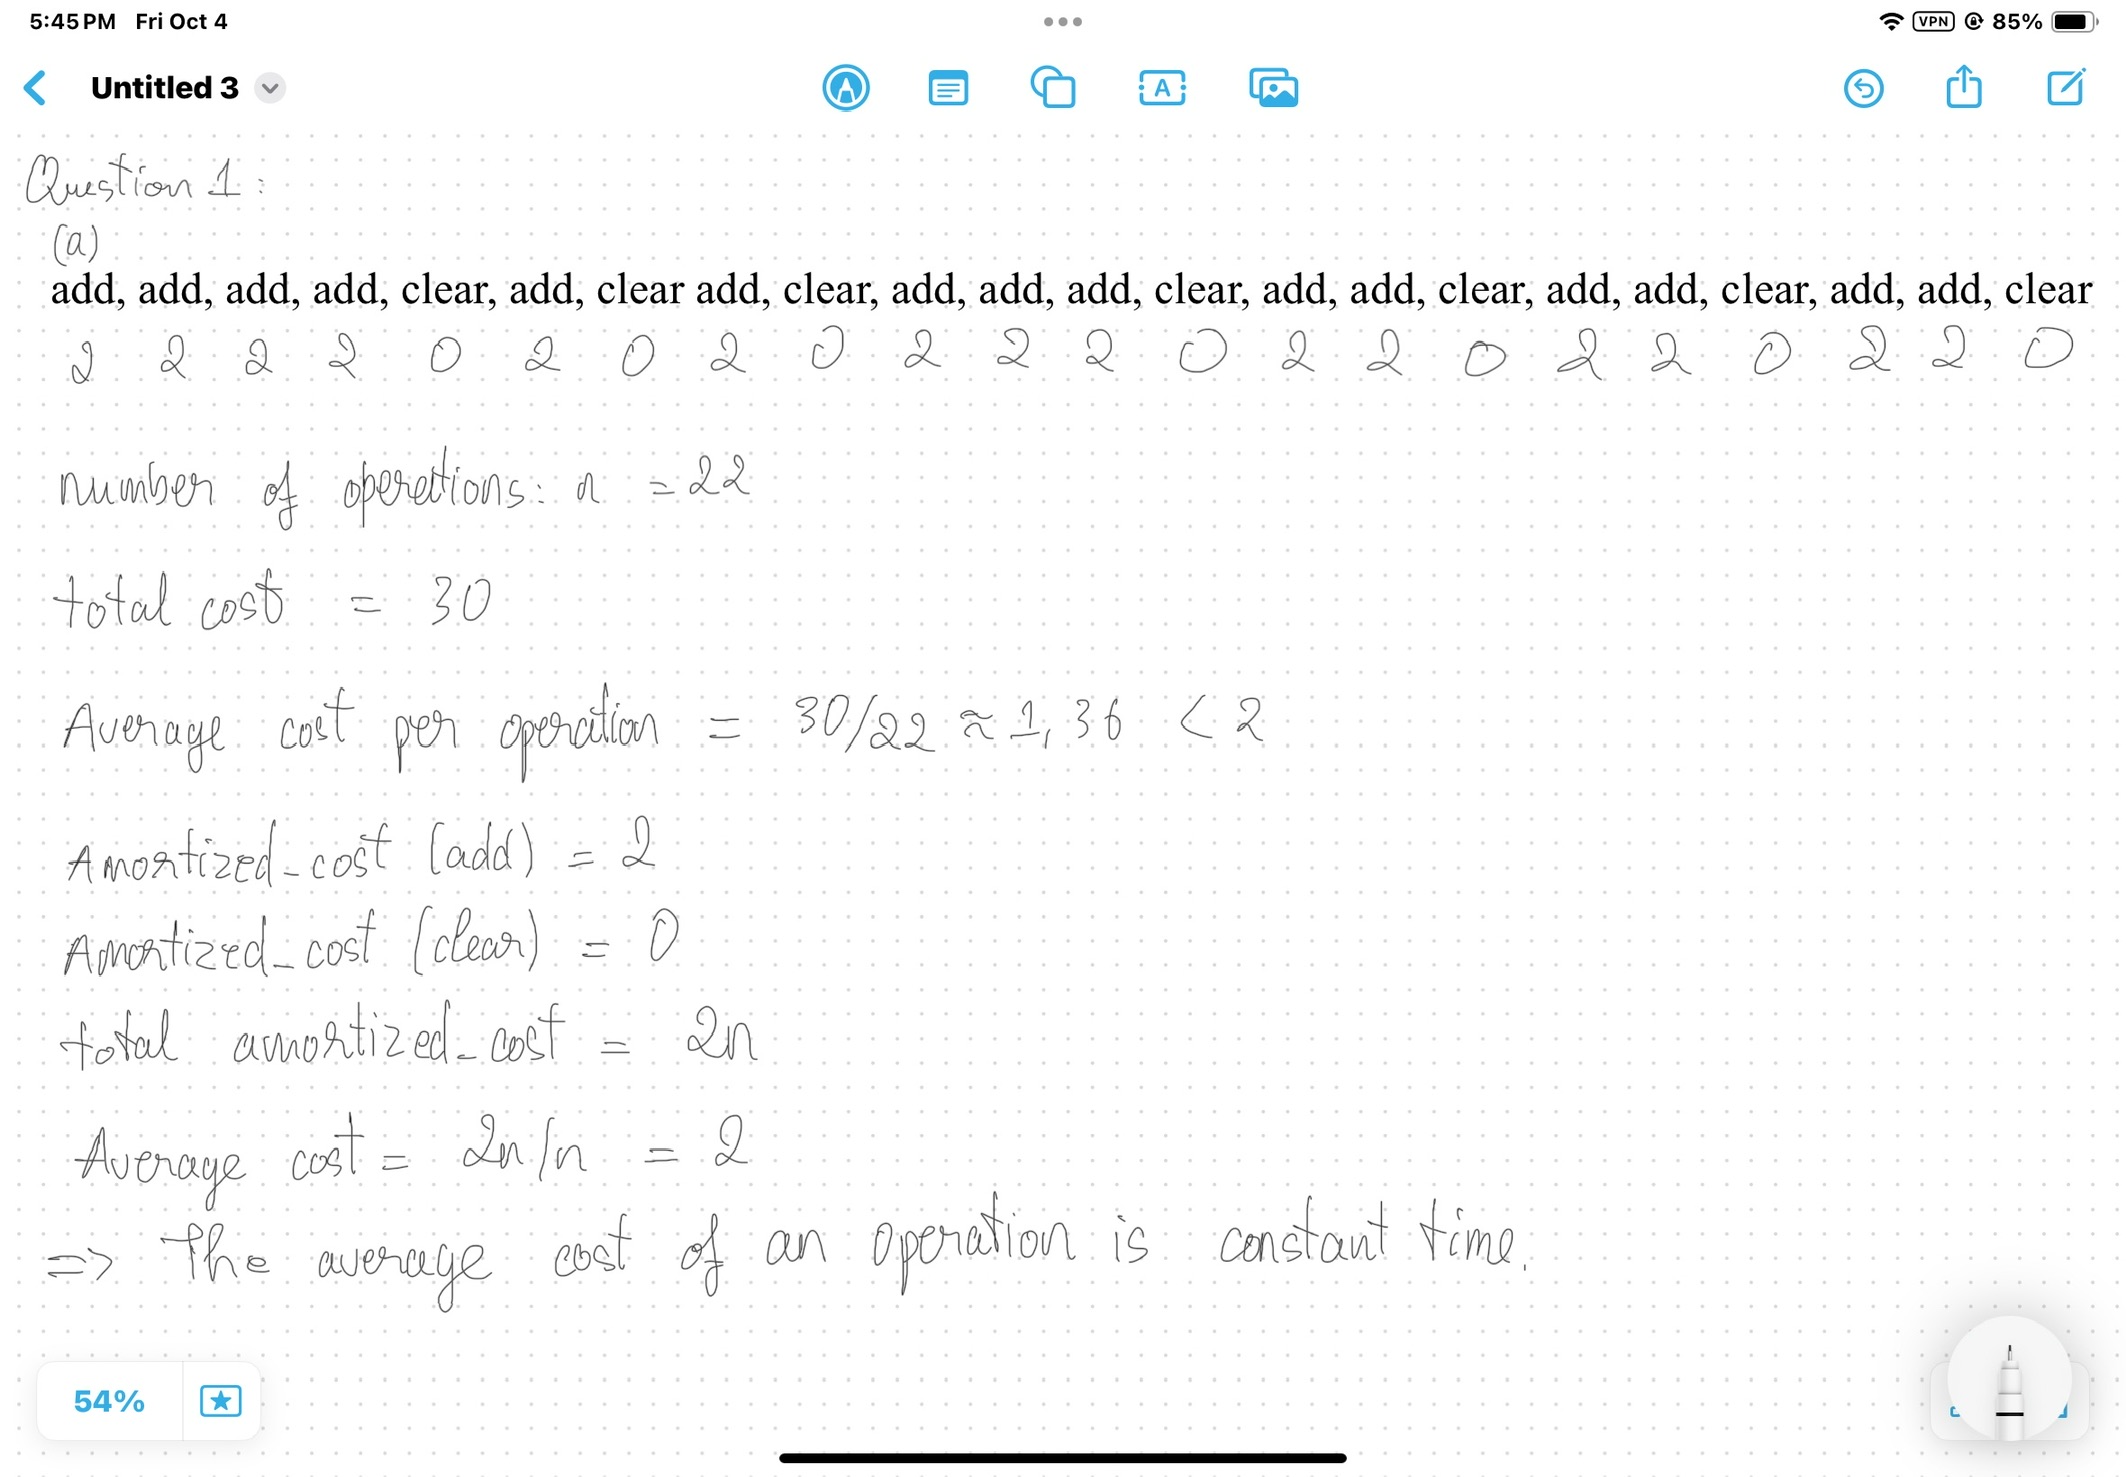 5:45 PM Fri Oct 4
VPN 85%
Untitled 3
Question 1 :
(a)
add, add, add, add, clear, add, clear add, clear, add, add, add, clear, add, add, clear, add, add, clear, add, add, clear
2 2 2 2 0 2 0 2 0 2 2 2 0 2 2 0 2 2 0 2 2 0
number of operations: n = 22
total cost = 30
Average cost per operation = 30/22 ≈ 1,36 < 2
Amortized_cost (add) = 2
Amortized_cost (clear) = 0
total amortized_cost = 2n
Average cost = 2n/n = 2
=> The average cost of an operation is constant time.
54%